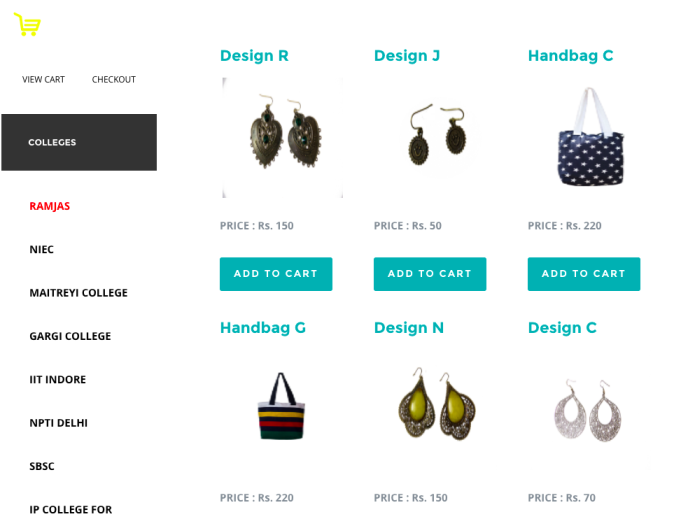 VIEW CART CHECKOUT
COLLEGES
RAMJAS
NIEC
MAITREYI COLLEGE
GARGI COLLEGE
IIT INDORE
NPTI DELHI
SBSC
IP COLLEGE FOR
Design R Design J Handbag C
PRICE : Rs. 150 PRICE : Rs. 50 PRICE : Rs. 220
ADD TO CART ADD TO CART ADD TO CART
Handbag G Design N Design C
PRICE : Rs. 220 PRICE : Rs. 150 PRICE : Rs. 70